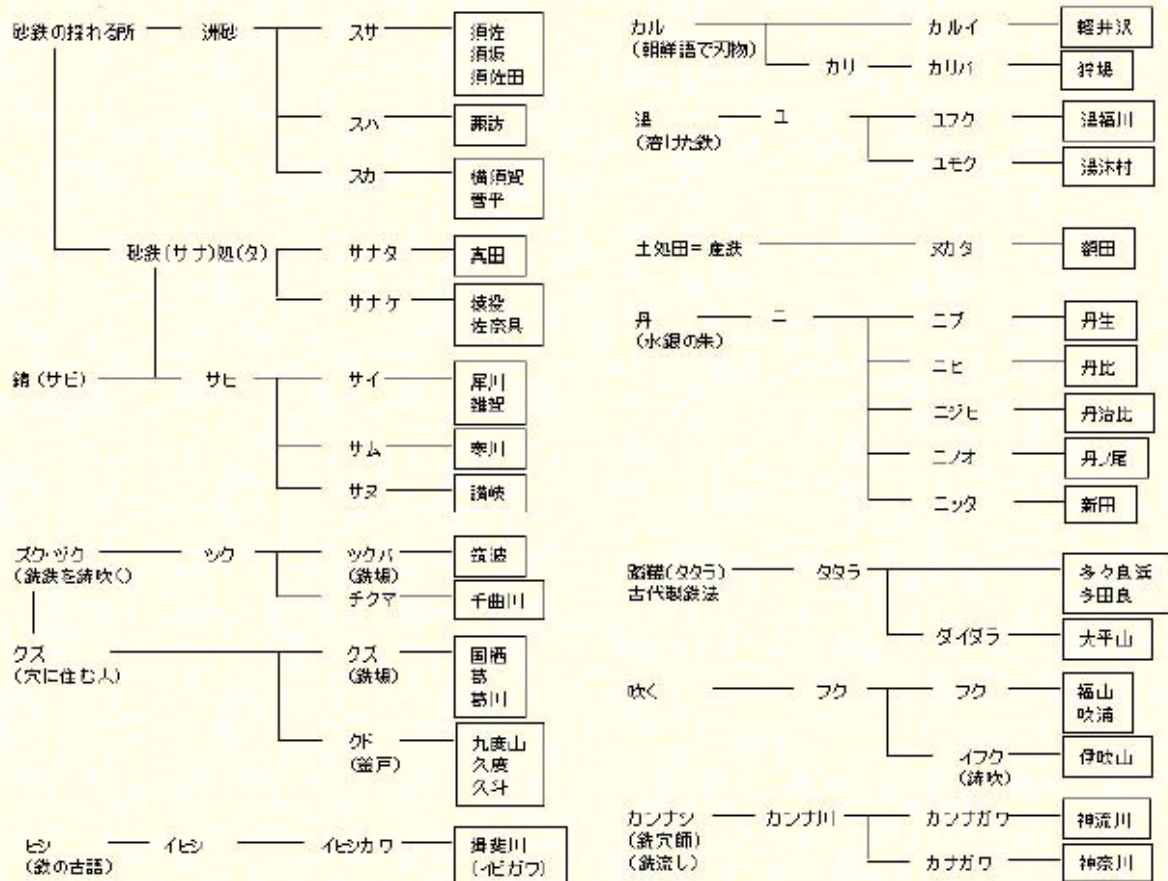 砂鉄の採れる所
洲砂
スサ
須佐
須坂
須佐田
スハ
諏訪
スカ
横須賀
菅平
砂鉄(サナ)処(タ)
サナタ
真田
サナケ
猿投
佐奈具
錆(サビ)
サヒ
サイ
犀川
雑賀
サム
寒川
サヌ
讃岐
ズク・ヅク
(銑鉄を鋳吹く)
ツク
ツクバ
(銑場)
筑波
チクマ
千曲川
クズ
(穴に住む人)
クズ
(銑場)
国栖
葛
葛川
クド
(釜戸)
九度山
久度
久斗
ヒシ
(鉄の古語)
イヒシ
イヒシカワ
揖斐川
(イビガワ)
カル
(朝鮮語で刃物)
カルイ
軽井沢
カリ
カリバ
狩場
湯
(溶けた鉄)
ユ
ユフク
湯福川
ユモク
湯沐村
土処田=産鉄
ヌカタ
額田
丹
(水銀の朱)
ニ
ニブ
丹生
ニヒ
丹比
ニジヒ
丹治比
ニノオ
丹ノ尾
ニッタ
新田
踏鞴(タタラ)
古代製鉄法
タタラ
多々良浜
多田良
ダイダラ
太平山
吹く
フク
フク
福山
吹浦
イフク
(鋳吹)
伊吹山
カンナシ
(鉄穴師)
(鉄流し)
カンナ川
カンナガワ
神流川
カナガワ
神奈川